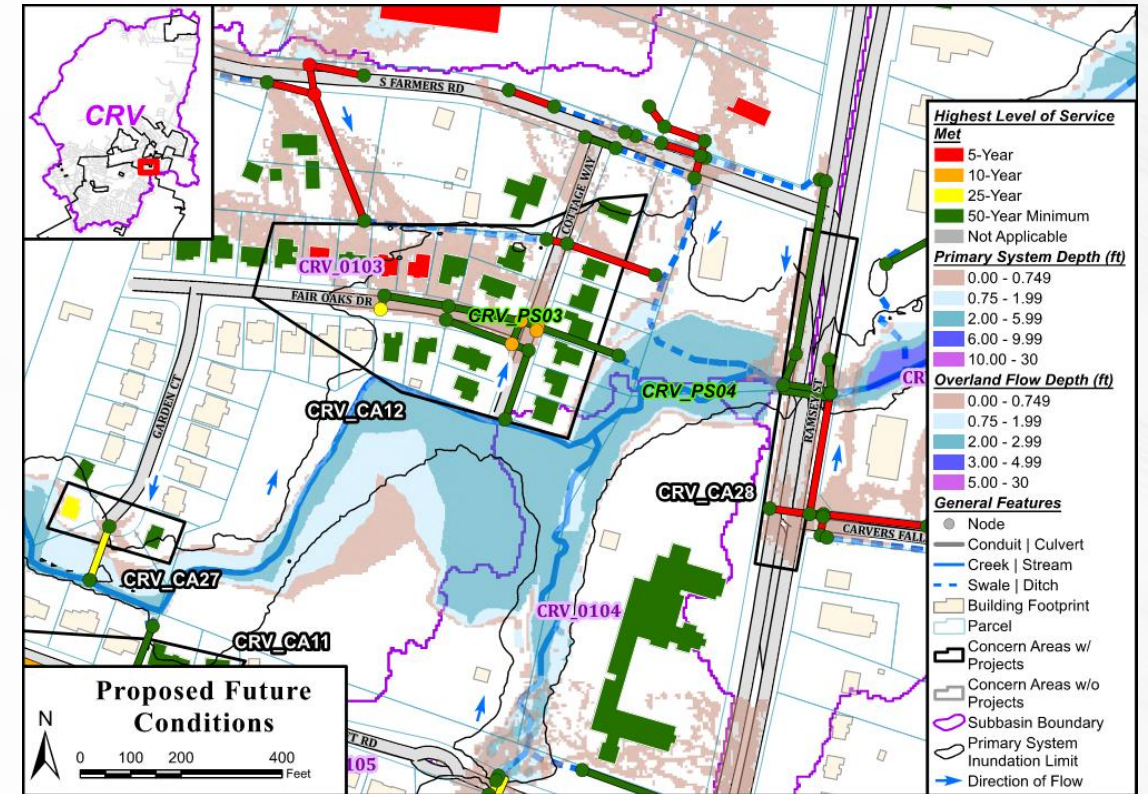 CRV
S FARMERS RD
COTTAGE WAY
CRV_0103
FAIR OAKS DR
CRV_PS03
CRV_PS04
GARDEN CT
CRV_CA12
RAMSEY ST
CRV_CA28
CARVERS FALL
CRV_CA27
CRV_0104
CRV_CA11
T RD
105
CR
Proposed Future
Conditions
N
0 100 200 400
Feet
Highest Level of Service
Met
5-Year
10-Year
25-Year
50-Year Minimum
Not Applicable
Primary System Depth (ft)
0.00 - 0.749
0.75 - 1.99
2.00 - 5.99
6.00 - 9.99
10.00 - 30
Overland Flow Depth (ft)
0.00 - 0.749
0.75 - 1.99
2.00 - 2.99
3.00 - 4.99
5.00 - 30
General Features
Node
Conduit | Culvert
Creek | Stream
Swale | Ditch
Building Footprint
Parcel
Concern Areas w/
Projects
Concern Areas w/o
Projects
Subbasin Boundary
Primary System
Inundation Limit
Direction of Flow